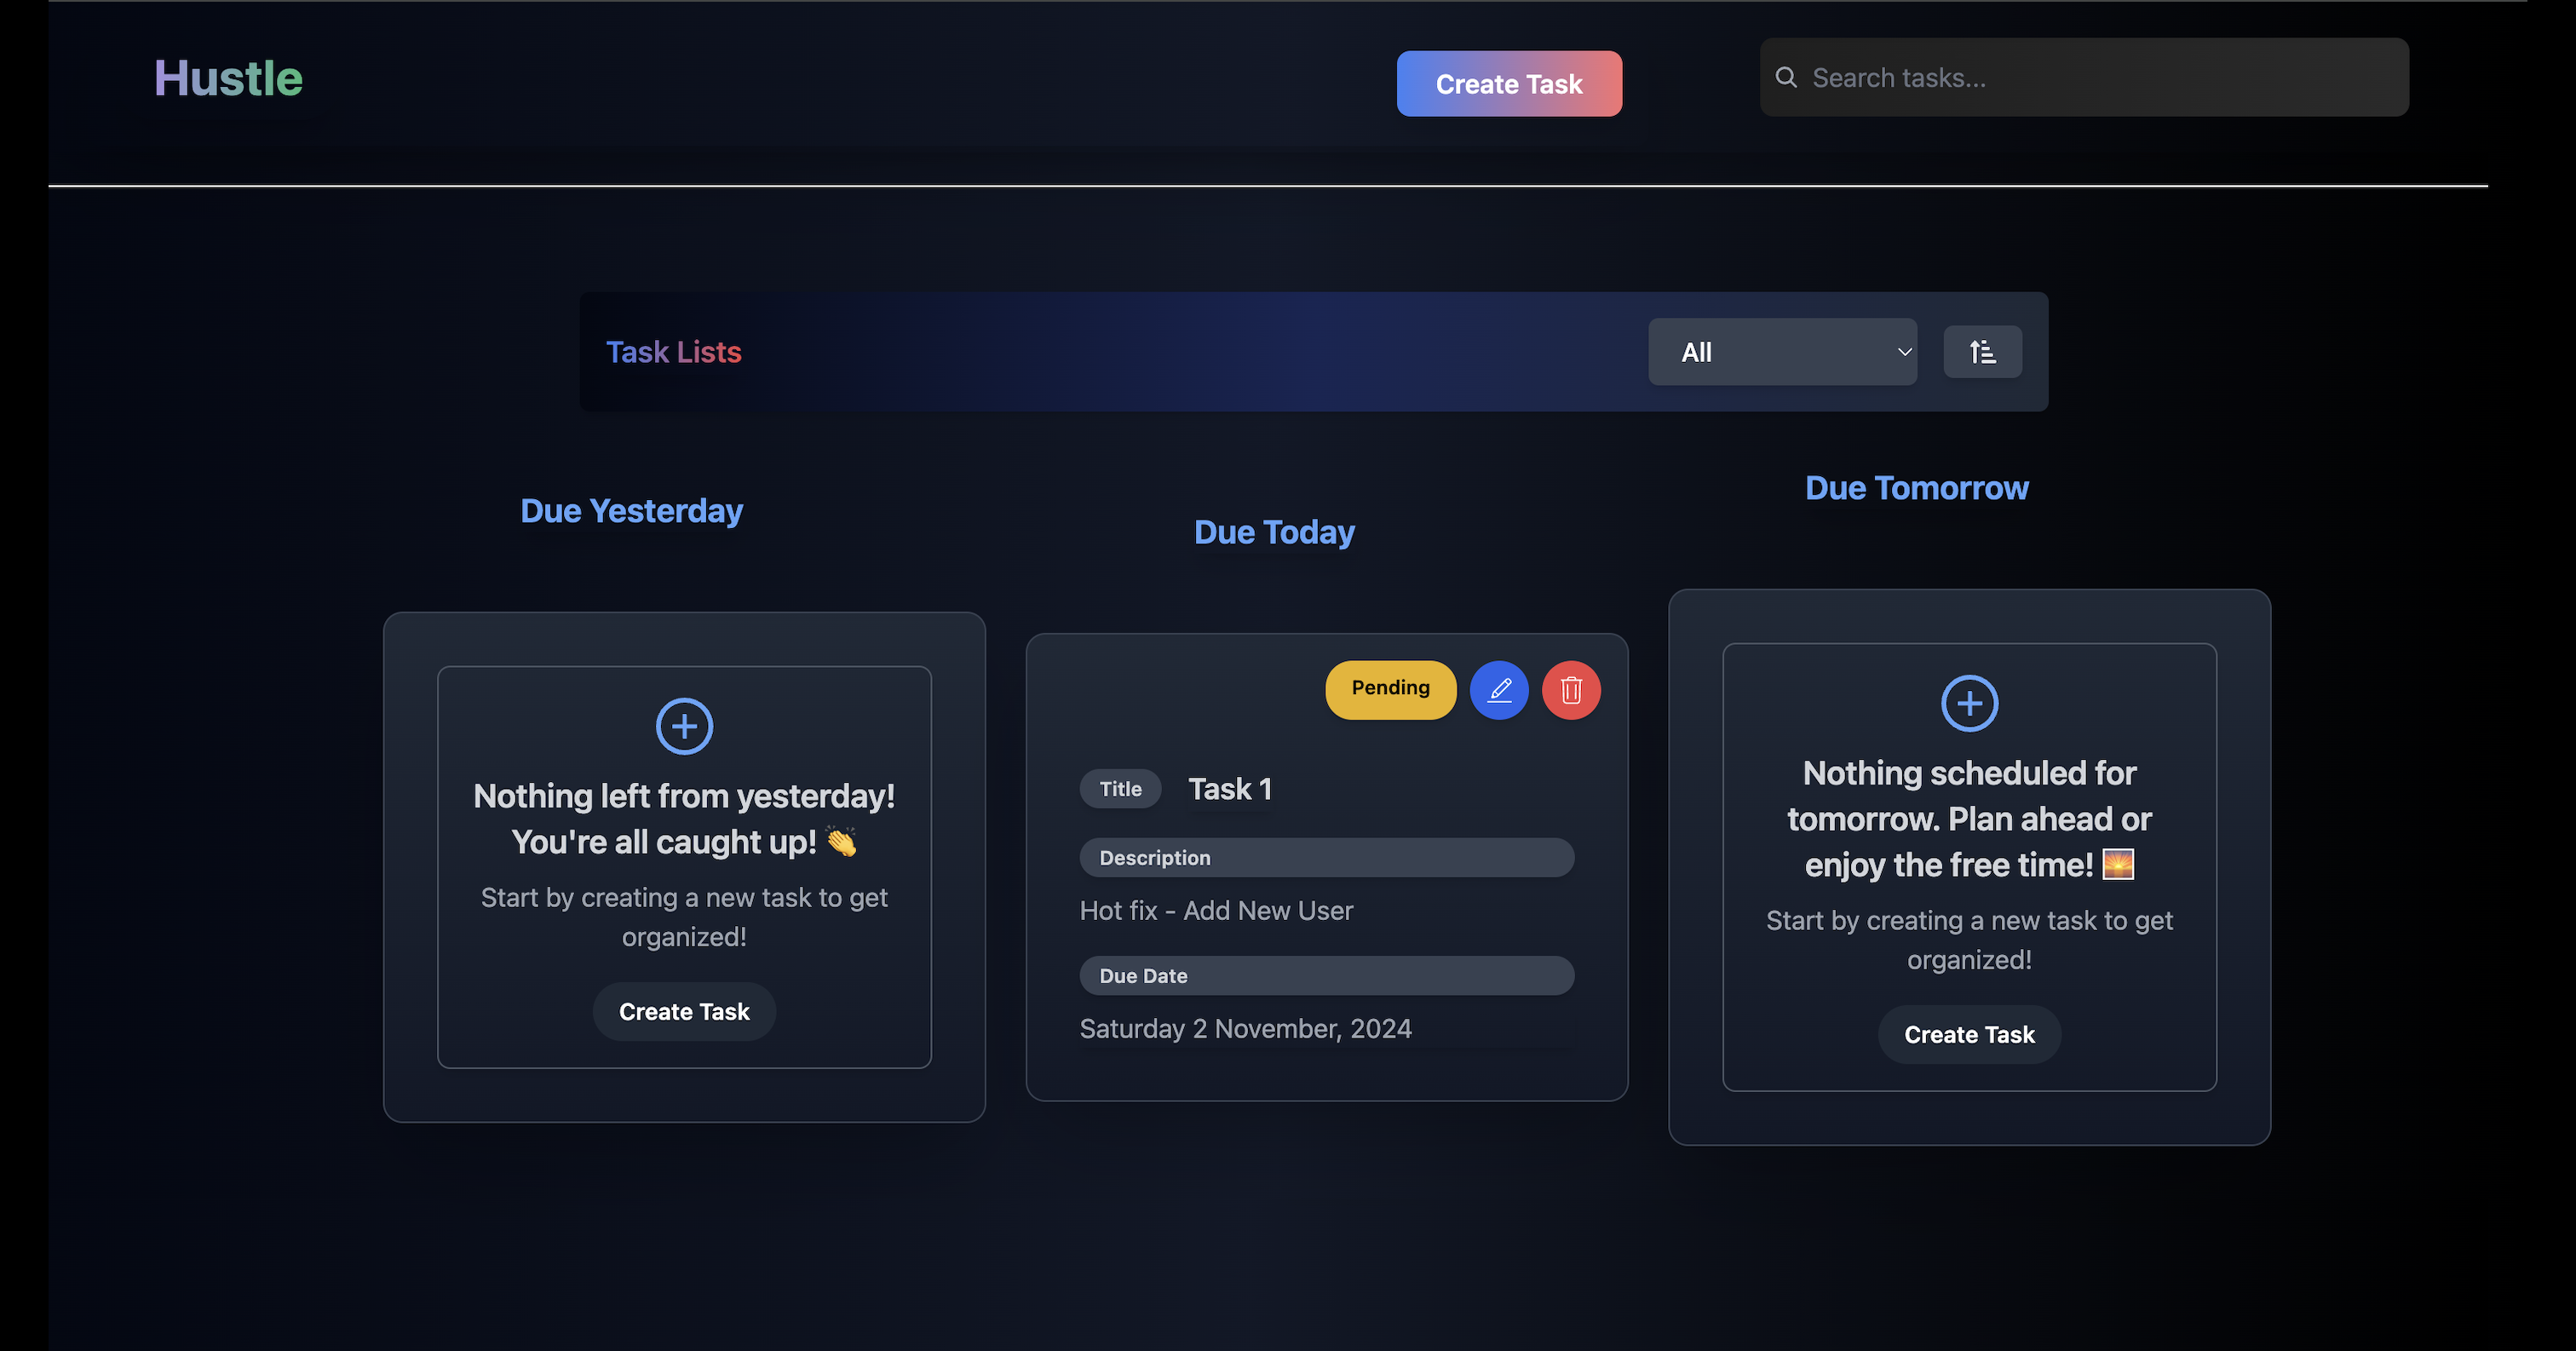 Hustle
Create Task
Search tasks...
Task Lists
All
Due Yesterday
Nothing left from yesterday!
You're all caught up! 👏
Start by creating a new task to get
organized!
Create Task
Due Today
Pending
Title Task 1
Description
Hot fix - Add New User
Due Date
Saturday 2 November, 2024
Due Tomorrow
Nothing scheduled for
tomorrow. Plan ahead or
enjoy the free time! 🌅
Start by creating a new task to get
organized!
Create Task